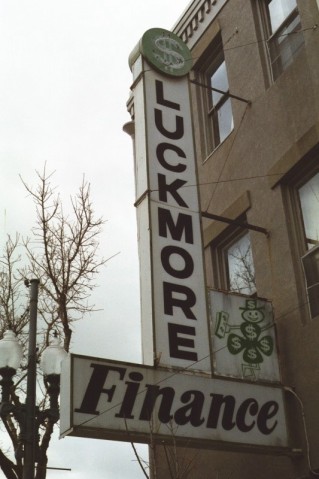 $
LUCKMORE
$ $ $ $
Finance